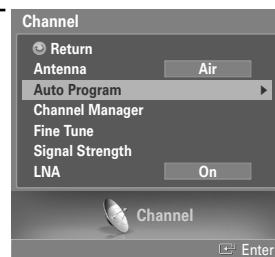 Channel
Return
Antenna Air
Auto Program
Channel Manager
Fine Tune
Signal Strength
LNA On
Channel
Enter